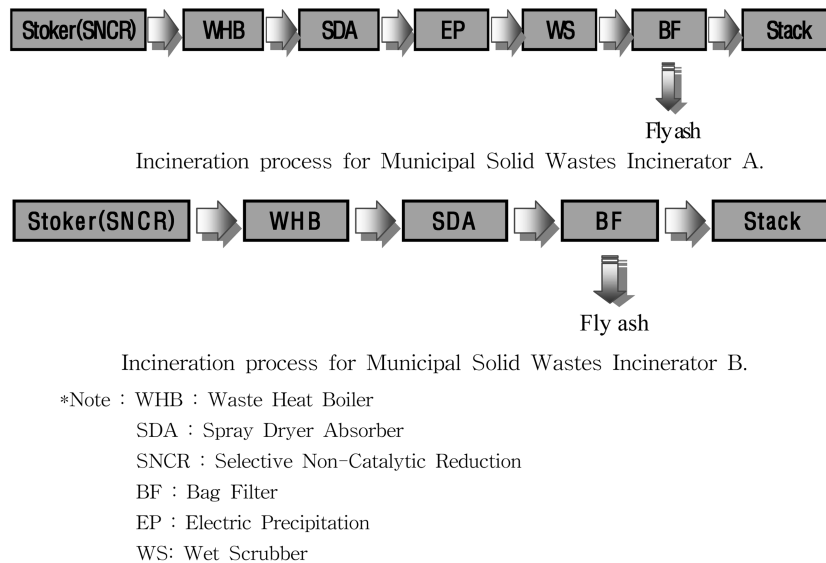 Stoker(SNCR) WHB SDA EP WS BF Stack
Fly ash
Incineration process for Municipal Solid Wastes Incinerator A.
Stoker(SNCR) WHB SDA BF Stack
Fly ash
Incineration process for Municipal Solid Wastes Incinerator B.
*Note : WHB : Waste Heat Boiler
SDA : Spray Dryer Absorber
SNCR : Selective Non-Catalytic Reduction
BF : Bag Filter
EP : Electric Precipitation
WS: Wet Scrubber